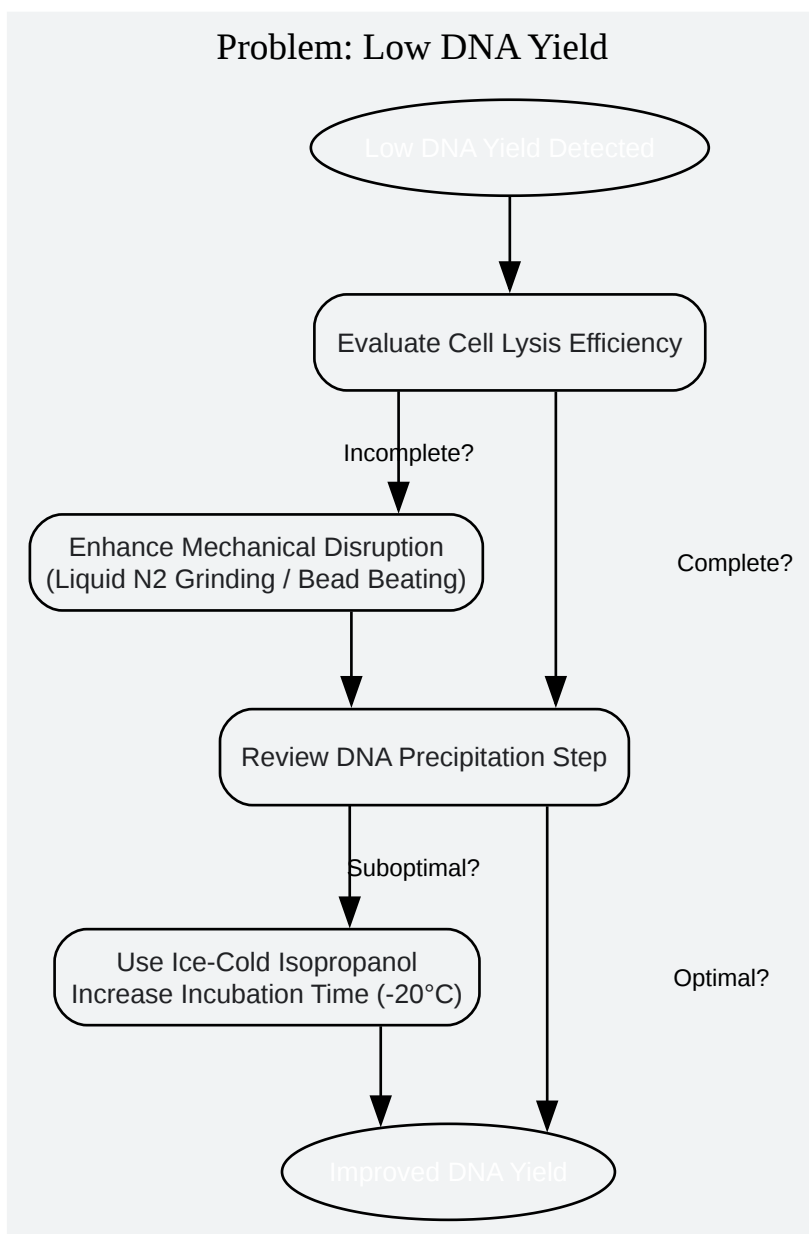 Problem: Low DNA Yield
Low DNA Yield Detected
Evaluate Cell Lysis Efficiency
Incomplete?
Enhance Mechanical Disruption
(Liquid N2 Grinding / Bead Beating)
Complete?
Review DNA Precipitation Step
Suboptimal?
Use Ice-Cold Isopropanol
Increase Incubation Time (-20°C)
Optimal?
Improved DNA Yield